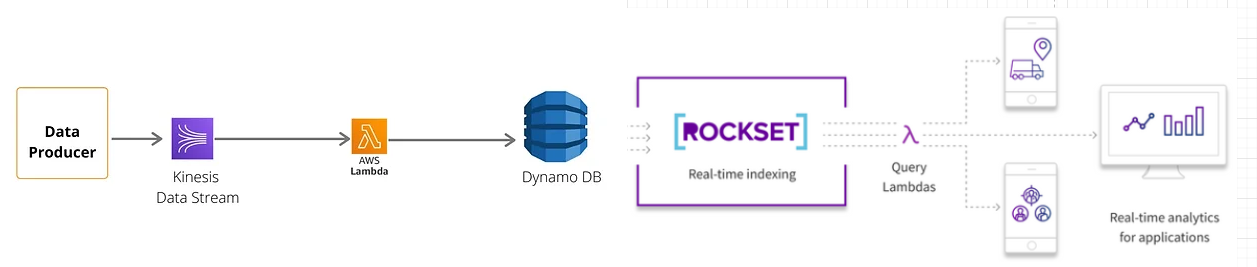 Data
Producer
Kinesis
Data Stream
AWS
Lambda
Dynamo DB
ROCKSET
Real-time indexing
λ
Query
Lambdas
Real-time analytics
for applications